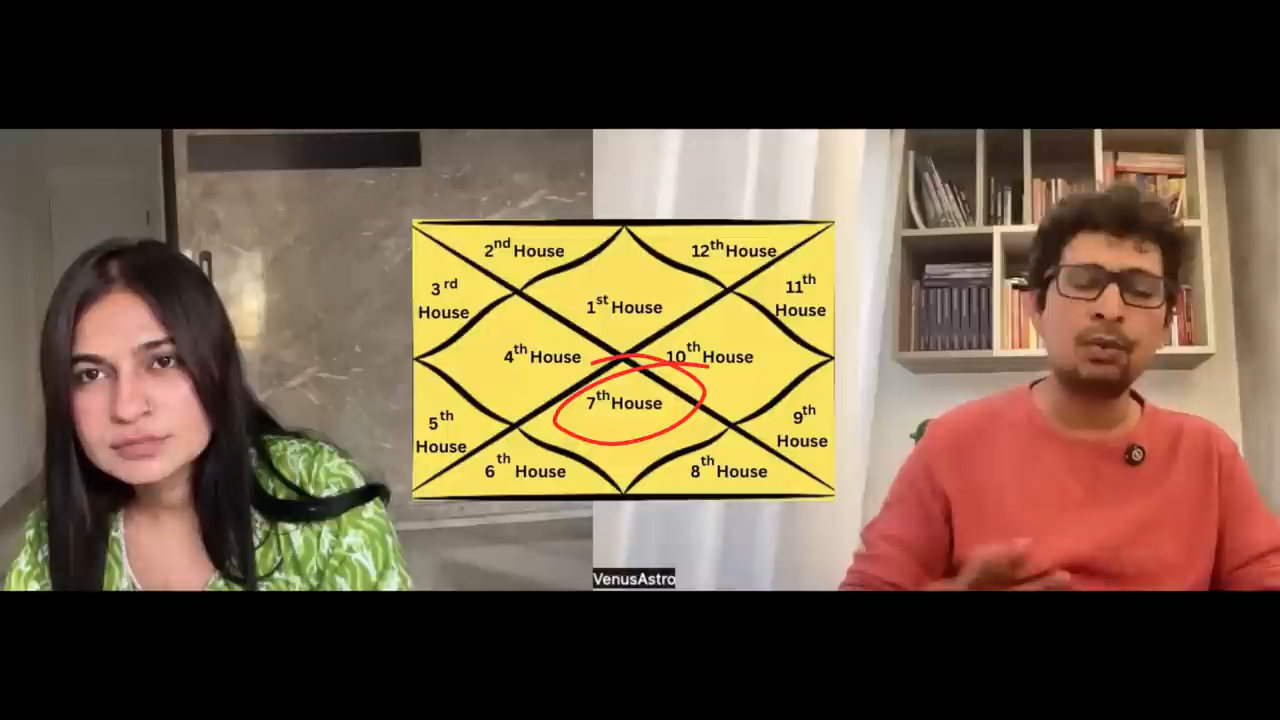 2nd House
12th House
3rd
House
1st House
11th
House
4th House
10th House
5th
House
7th House
9th
House
6th House
8th House
VenusAstro